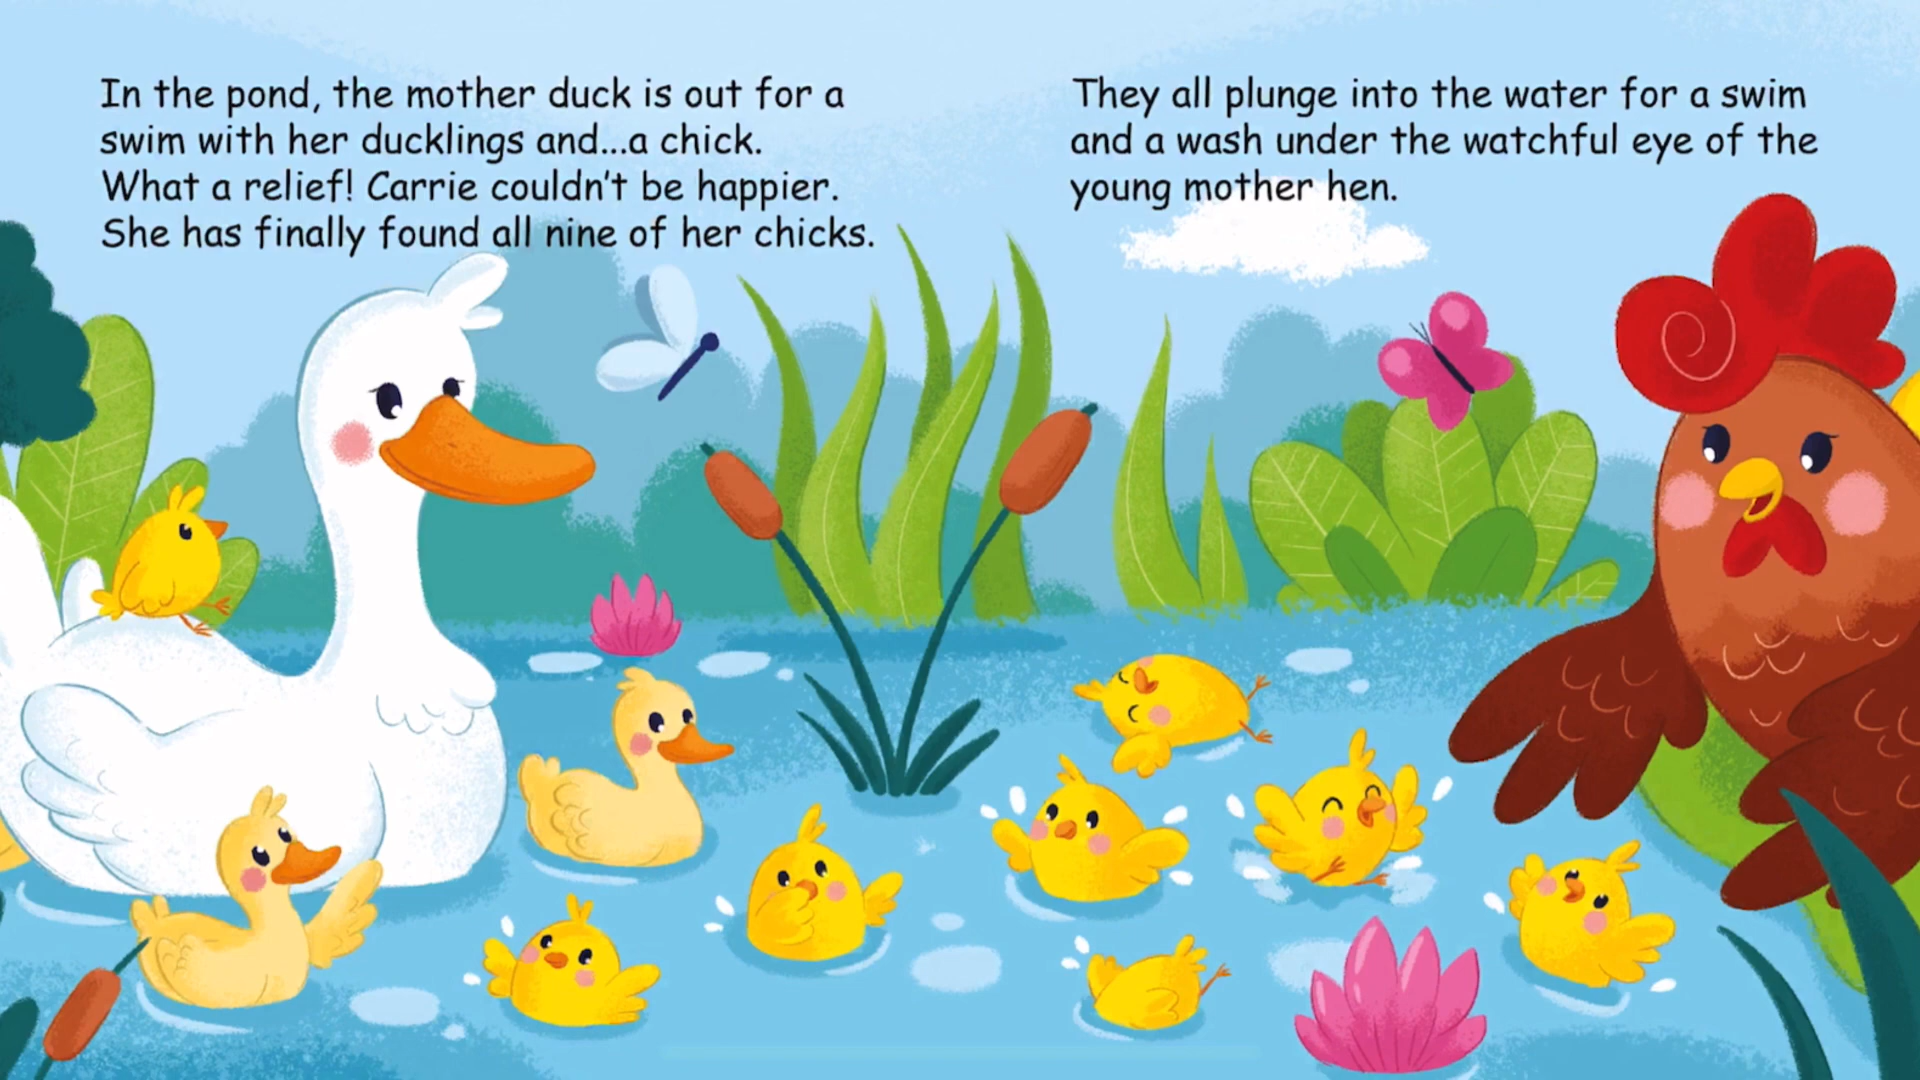 In the pond, the mother duck is out for a
swim with her ducklings and...a chick.
What a relief! Carrie couldn't be happier.
She has finally found all nine of her chicks.
They all plunge into the water for a swim
and a wash under the watchful eye of the
young mother hen.